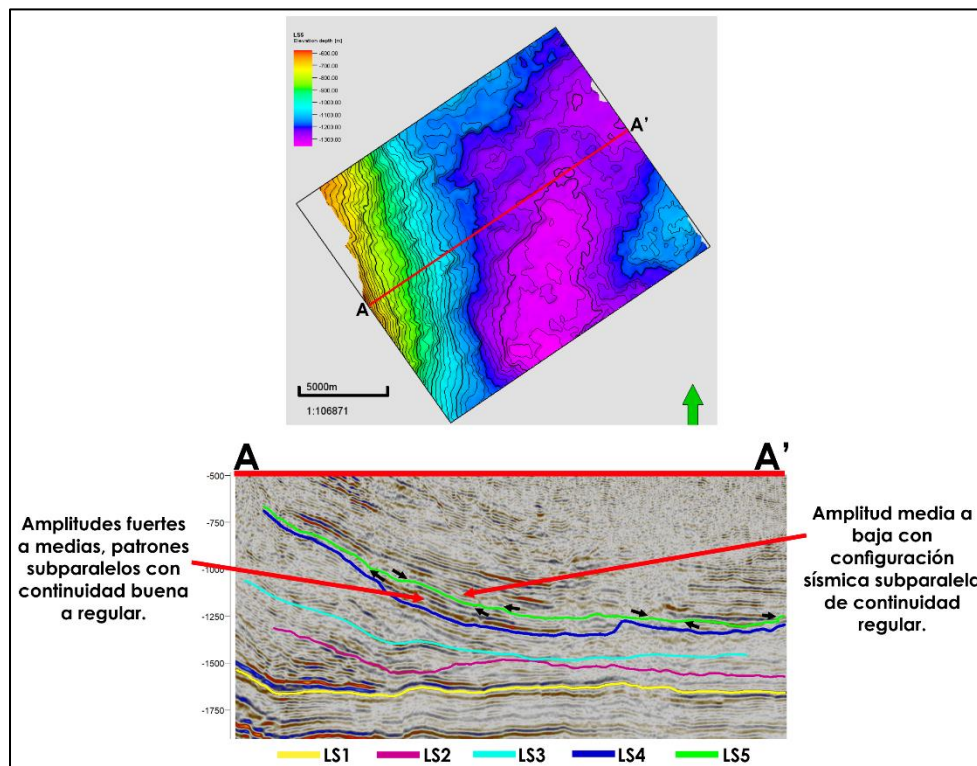 LS5
Elevation depth [m]
-600.00
-700.00
-800.00
-900.00
-1000.00
-1100.00
-1200.00
-1300.00
A'
A
5000m
1:106871
A
A’
-500
-750
-1000
-1250
-1500
-1750
Amplitudes fuertes
a medias, patrones
subparalelos con
continuidad buena
a regular.
Amplitud media a
baja con
configuración
sísmica subparalela
de continuidad
regular.
LS1
LS2
LS3
LS4
LS5